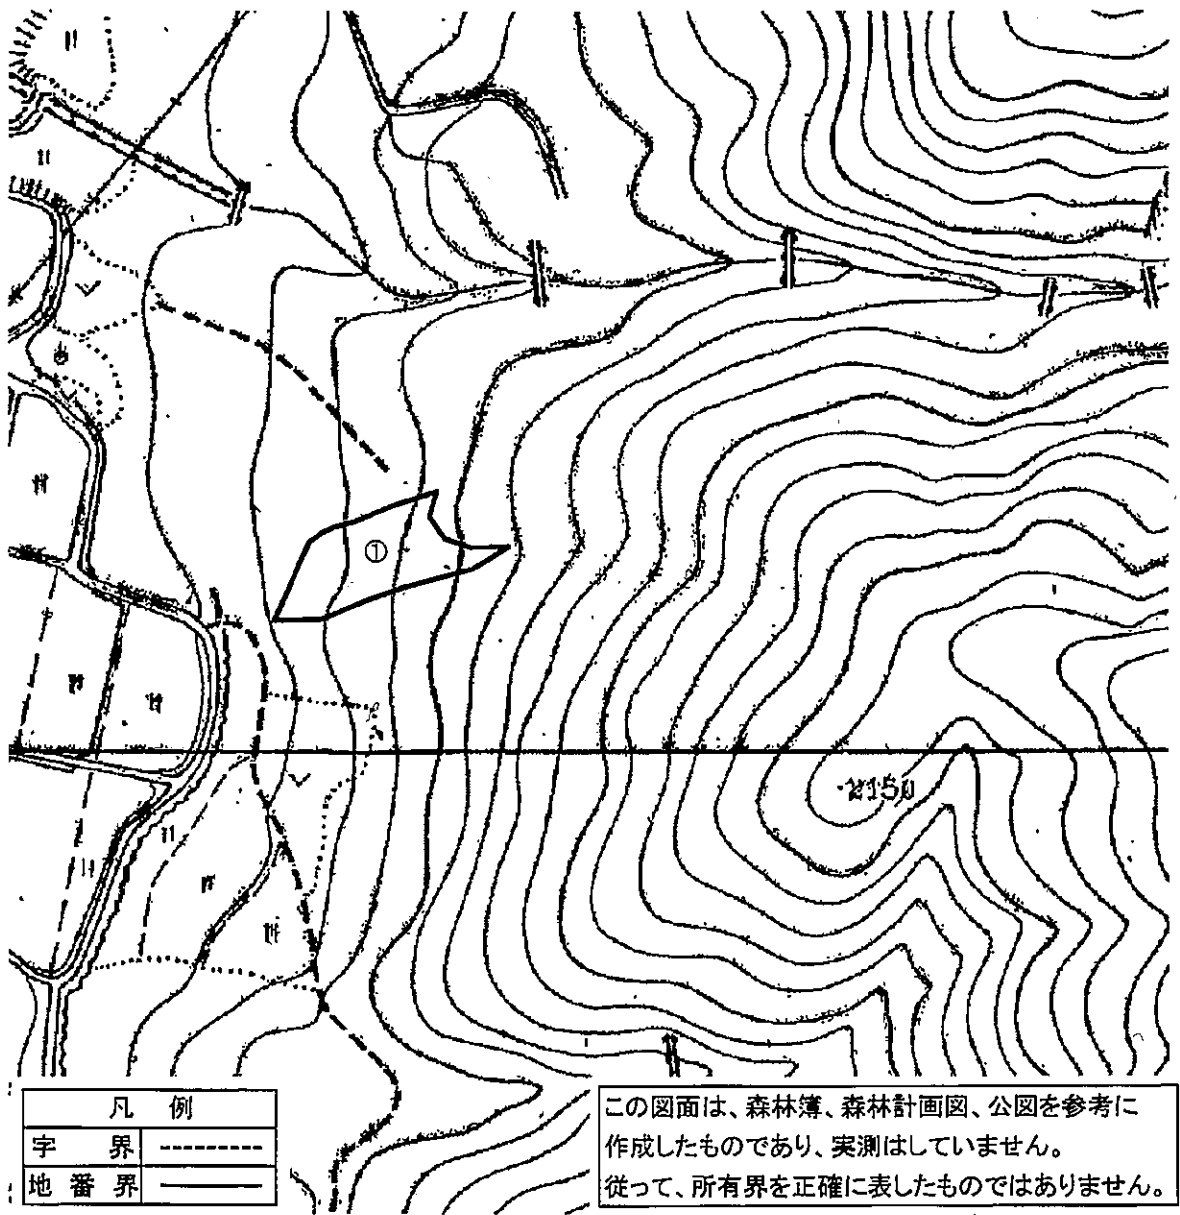 ①
凡 例
字 界
地 番 界
この図面は、森林簿、森林計画図、公図を参考に
作成したものであり、実測はしていません。
従って、所有界を正確に表したものではありません。